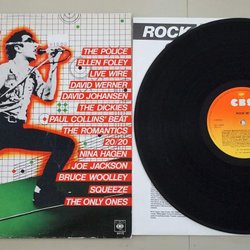 THE POLICE
ELLEN FOLEY
LIVE WIRE
DAVID WERNER
DAVID JOHANSEN
THE DICKIES
PAUL COLLINS' BEAT
THE ROMANTICS
20/20
NINA HAGEN
JOE JACKSON
BRUCE WOOLLEY
SQUEEZE
THE ONLY ONES
ROCK
CB